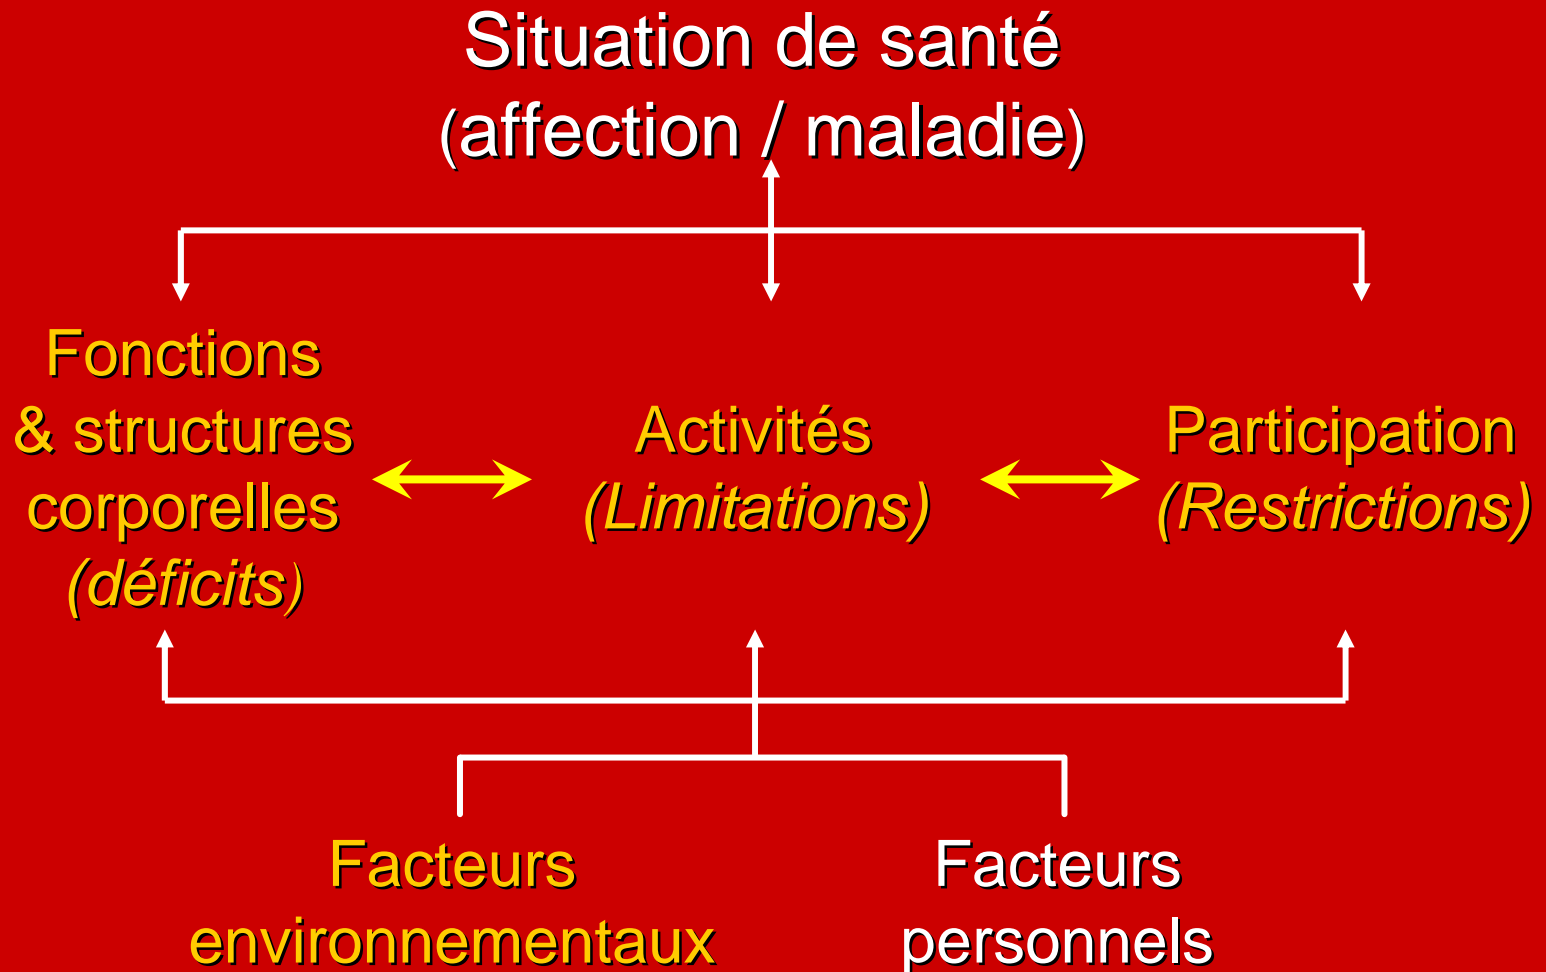 Situation de santé
(affection / maladie)
Fonctions
& structures
corporelles
(déficits)
Activités
(Limitations)
Participation
(Restrictions)
Facteurs
environnementaux
Facteurs
personnels